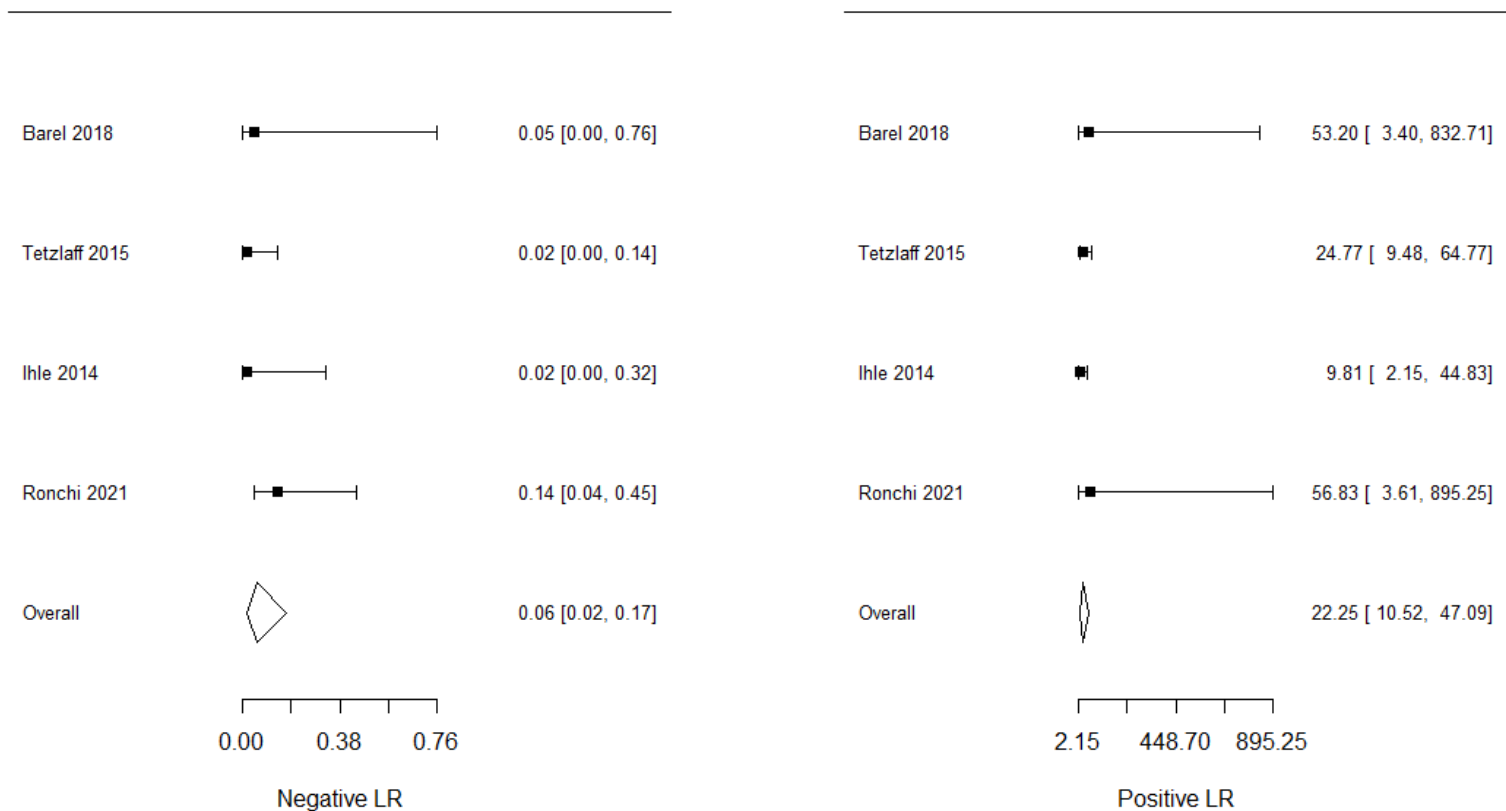 Barel 2018 0.05 [0.00, 0.76]
Tetzlaff 2015 0.02 [0.00, 0.14]
Ihle 2014 0.02 [0.00, 0.32]
Ronchi 2021 0.14 [0.04, 0.45]
Overall 0.06 [0.02, 0.17]
0.00 0.38 0.76
Negative LR
Barel 2018 53.20 [ 3.40, 832.71]
Tetzlaff 2015 24.77 [ 9.48, 64.77]
Ihle 2014 9.81 [ 2.15, 44.83]
Ronchi 2021 56.83 [ 3.61, 895.25]
Overall 22.25 [ 10.52, 47.09]
2.15 448.70 895.25
Positive LR